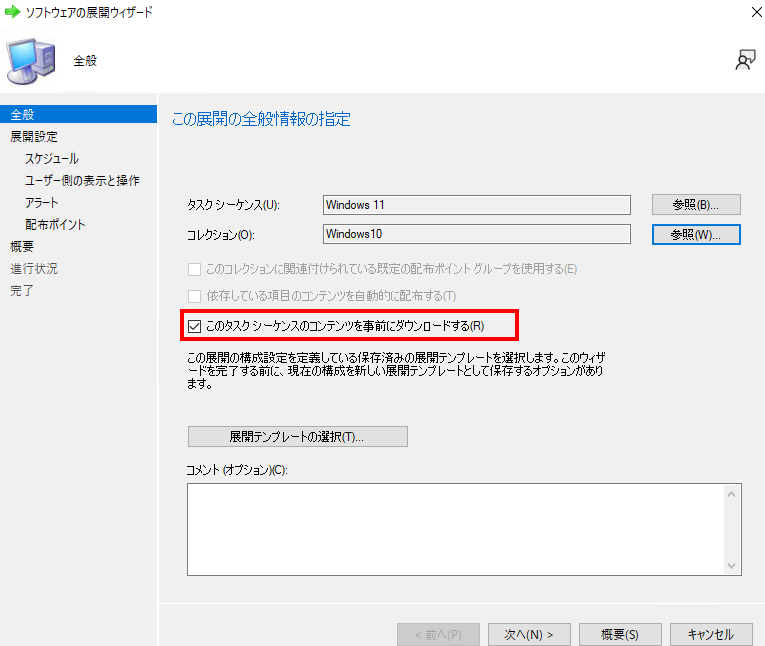 ソフトウェアの展開ウィザード
全般
全般
展開設定
スケジュール
ユーザー側の表示と操作
アラート
配布ポイント
概要
進行状況
完了
この展開の全般情報の指定
タスク シーケンス(U):
Windows 11
参照(B)...
コレクション(O):
Windows10
参照(W)...
このコレクションに関連付けられている既定の配布ポイント グループを使用する(E)
依存している項目のコンテンツを自動的に配布する(T)
このタスク シーケンスのコンテンツを事前にダウンロードする(R)
この展開の構成設定を定義している保存済みの展開テンプレートを選択します。このウィザ
ードを完了する前に、現在の構成を新しい展開テンプレートとして保存するオプションがあり
ます。
展開テンプレートの選択(T)...
コメント (オプション)(C):
< 前へ(P)
次へ(N) >
概要(S)
キャンセル